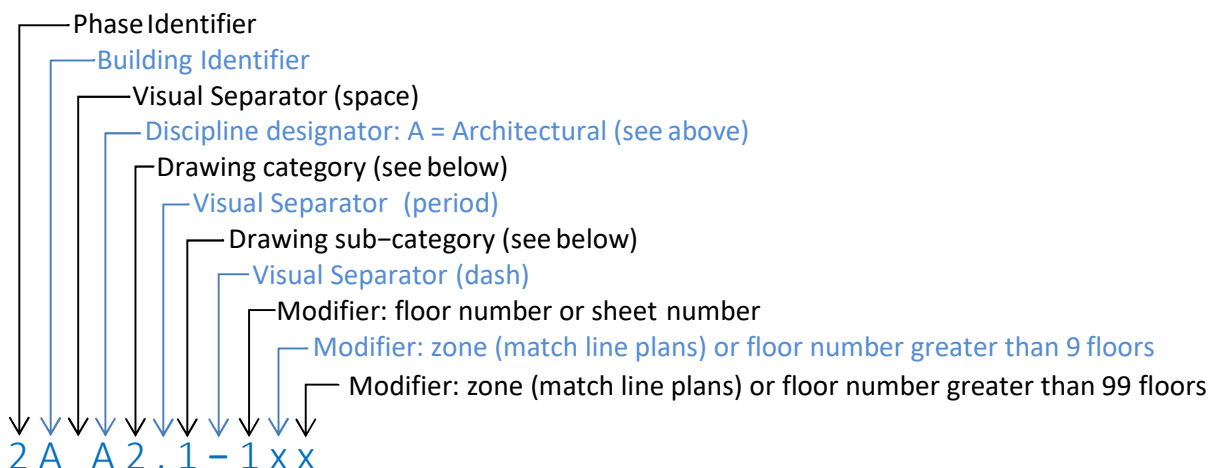 Phase Identifier
Building Identifier
Visual Separator (space)
Discipline designator: A = Architectural (see above)
Drawing category (see below)
Visual Separator (period)
Drawing sub−category (see below)
Visual Separator (dash)
Modifier: floor number or sheet number
Modifier: zone (match line plans) or floor number greater than 9 floors
Modifier: zone (match line plans) or floor number greater than 99 floors
2 A A 2 . 1 − 1 x x